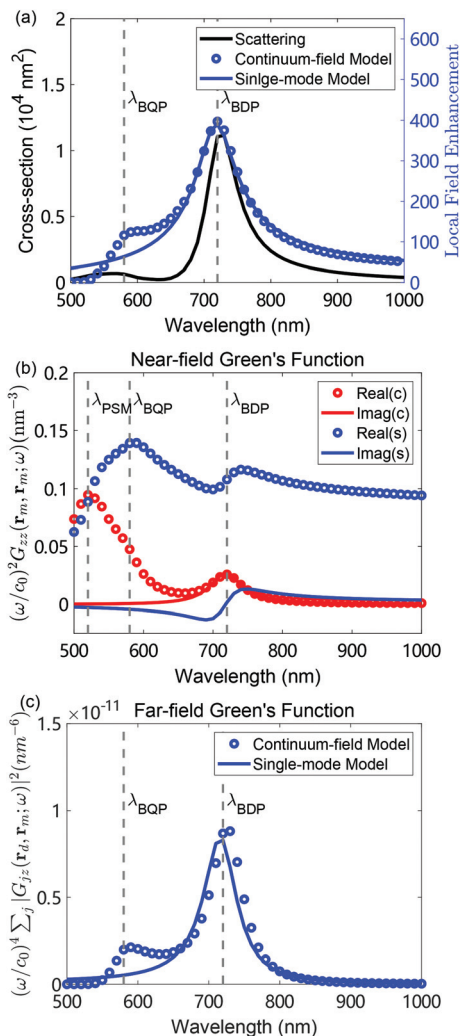 (a)
2
1.5
1
0.5
0
600
500
400
300
200
100
0
Scattering
Continuum-field Model
Sinlge-mode Model
λBQP
λBDP
Cross-section (10⁴ nm²)
Local Field Enhancement
500 600 700 800 900 1000
Wavelength (nm)
(b)
Near-field Green's Function
0.2
0.15
0.1
0.05
0
Real(c)
Imag(c)
Real(s)
Imag(s)
λPSM
λBQP
λBDP
(ω/c₀)²Gzz(rm, rm; ω)(nm⁻³)
500 600 700 800 900 1000
Wavelength (nm)
(c)
×10⁻¹¹
Far-field Green's Function
1.5
1
0.5
0
Continuum-field Model
Single-mode Model
λBQP
λBDP
(ω/c₀)⁴ ∑j |Gjz(rd, rm; ω)|²(nm⁻⁶)
500 600 700 800 900 1000
Wavelength (nm)